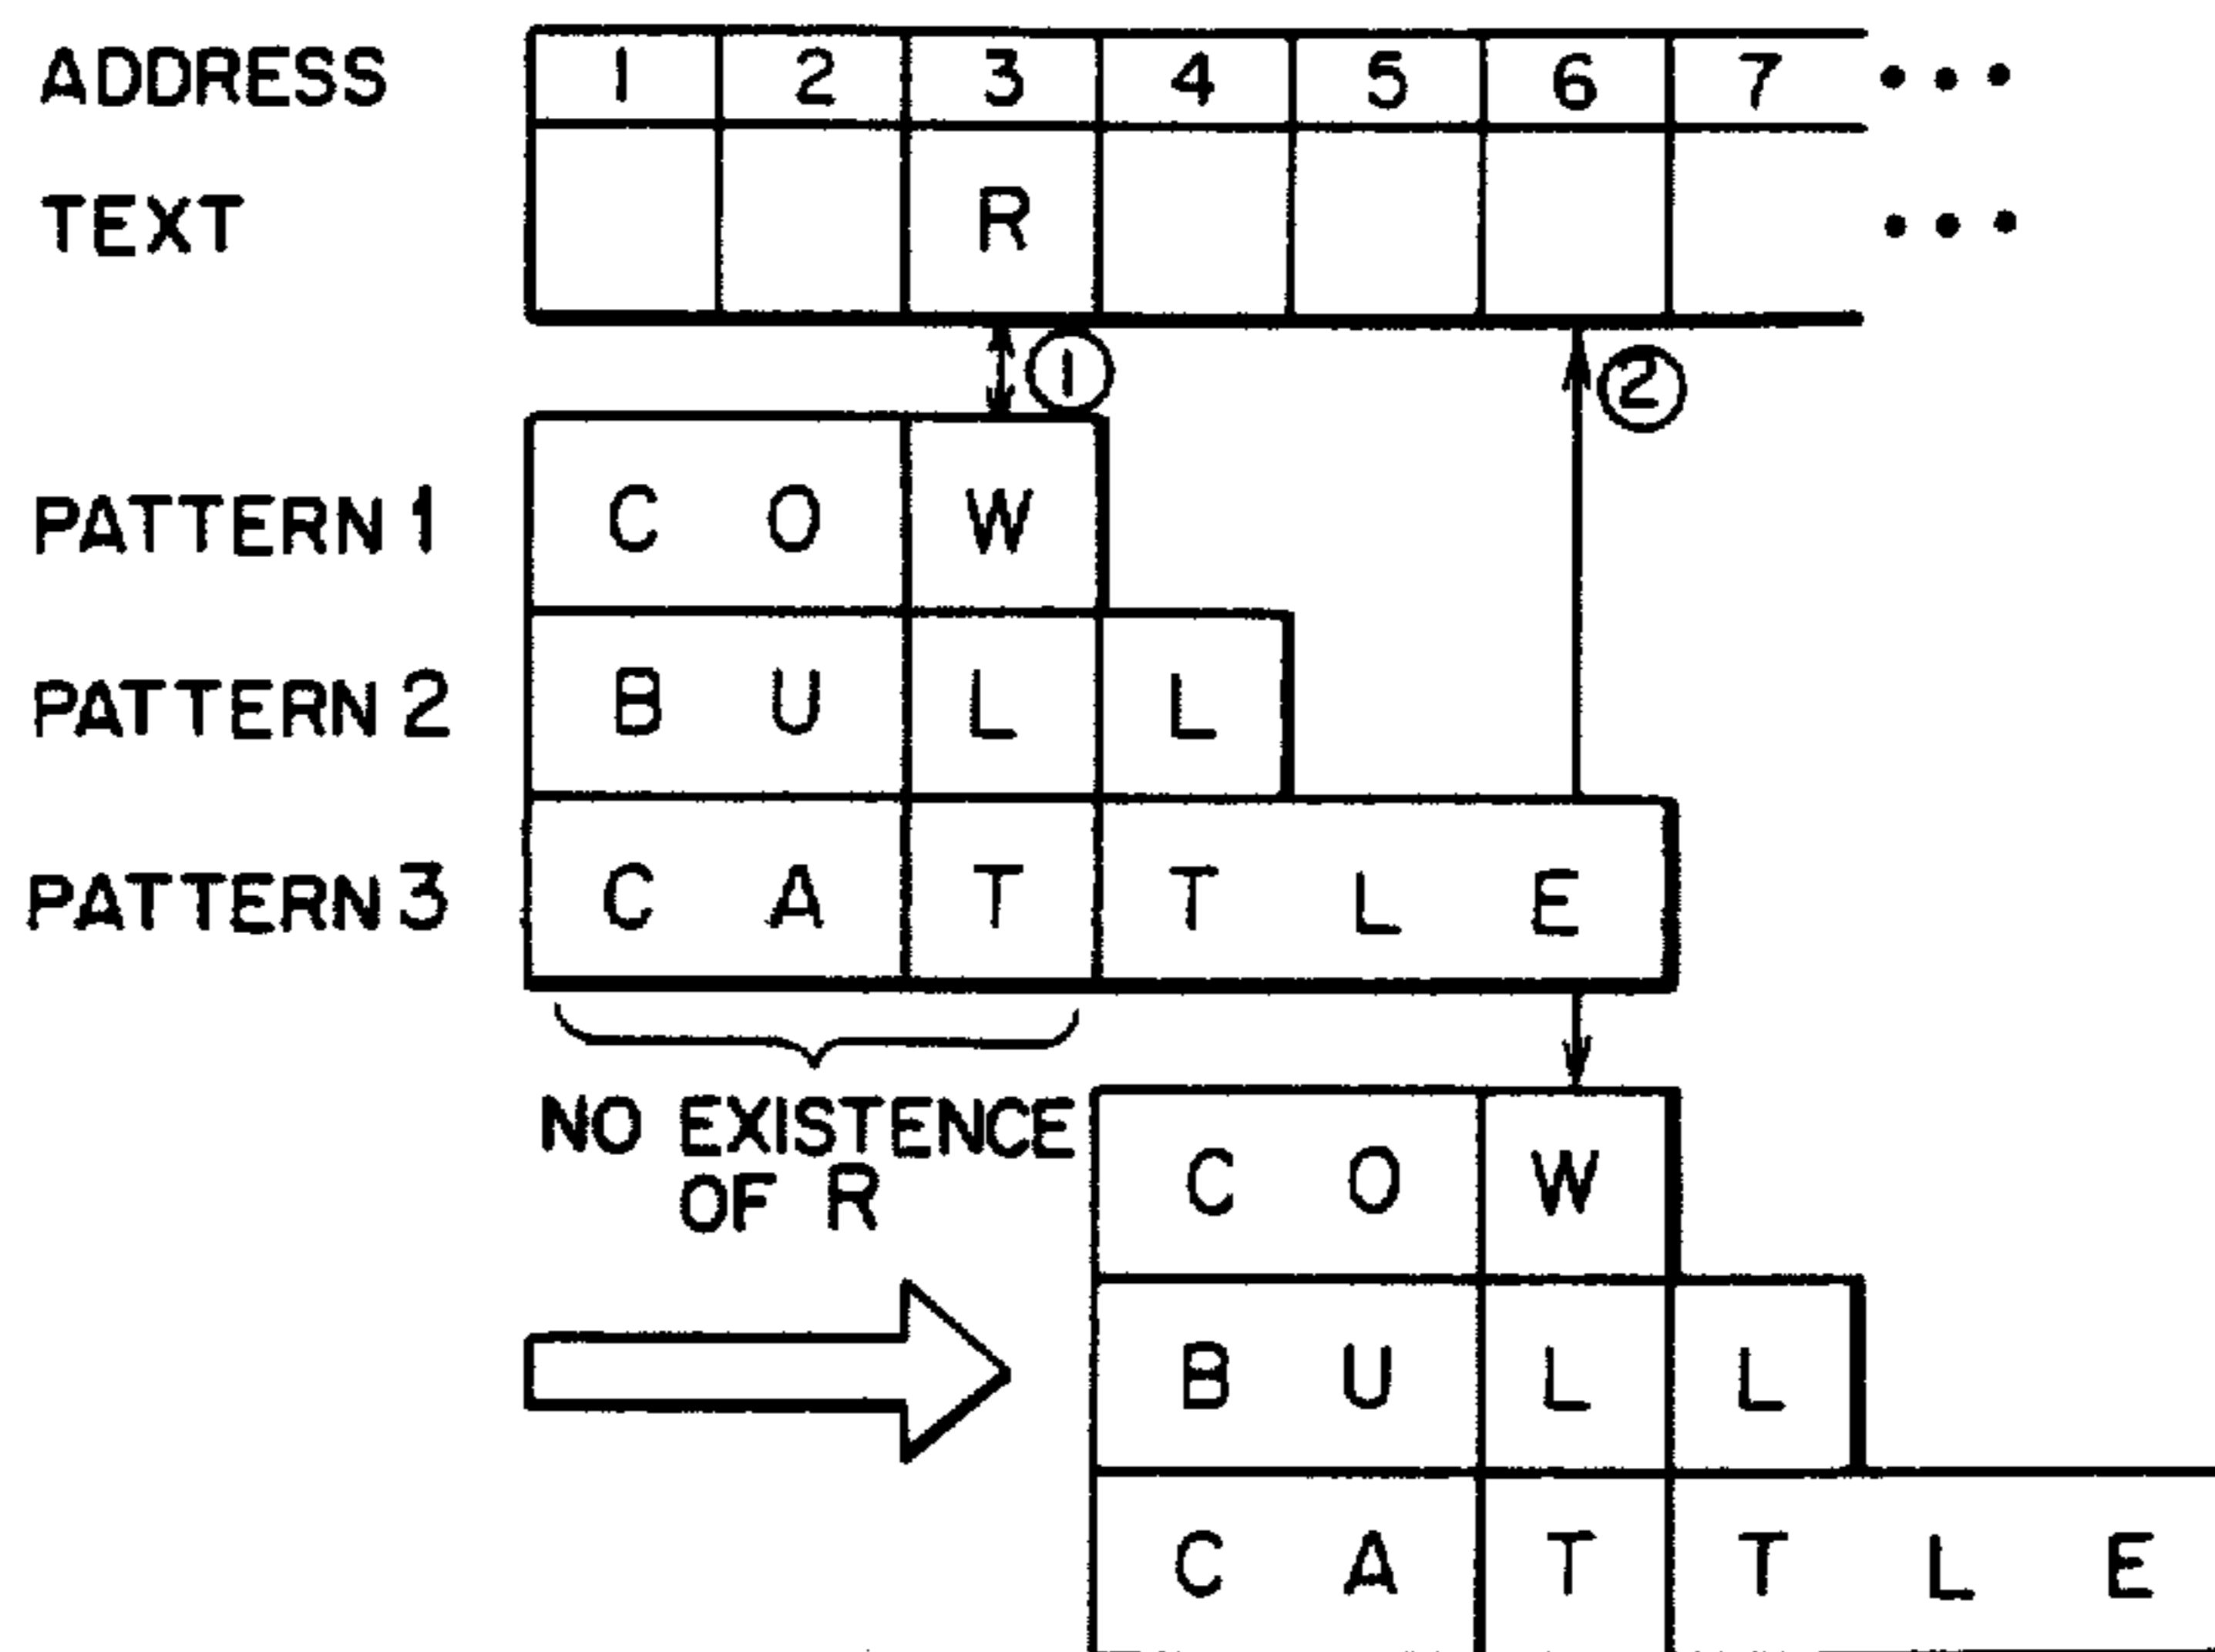 ADDRESS 1 2 3 4 5 6 7 •••
TEXT R •••
① ②
PATTERN 1 C O W
PATTERN 2 B U L L
PATTERN 3 C A T T L E
NO EXISTENCE
OF R
C O W
B U L L
C A T T L E